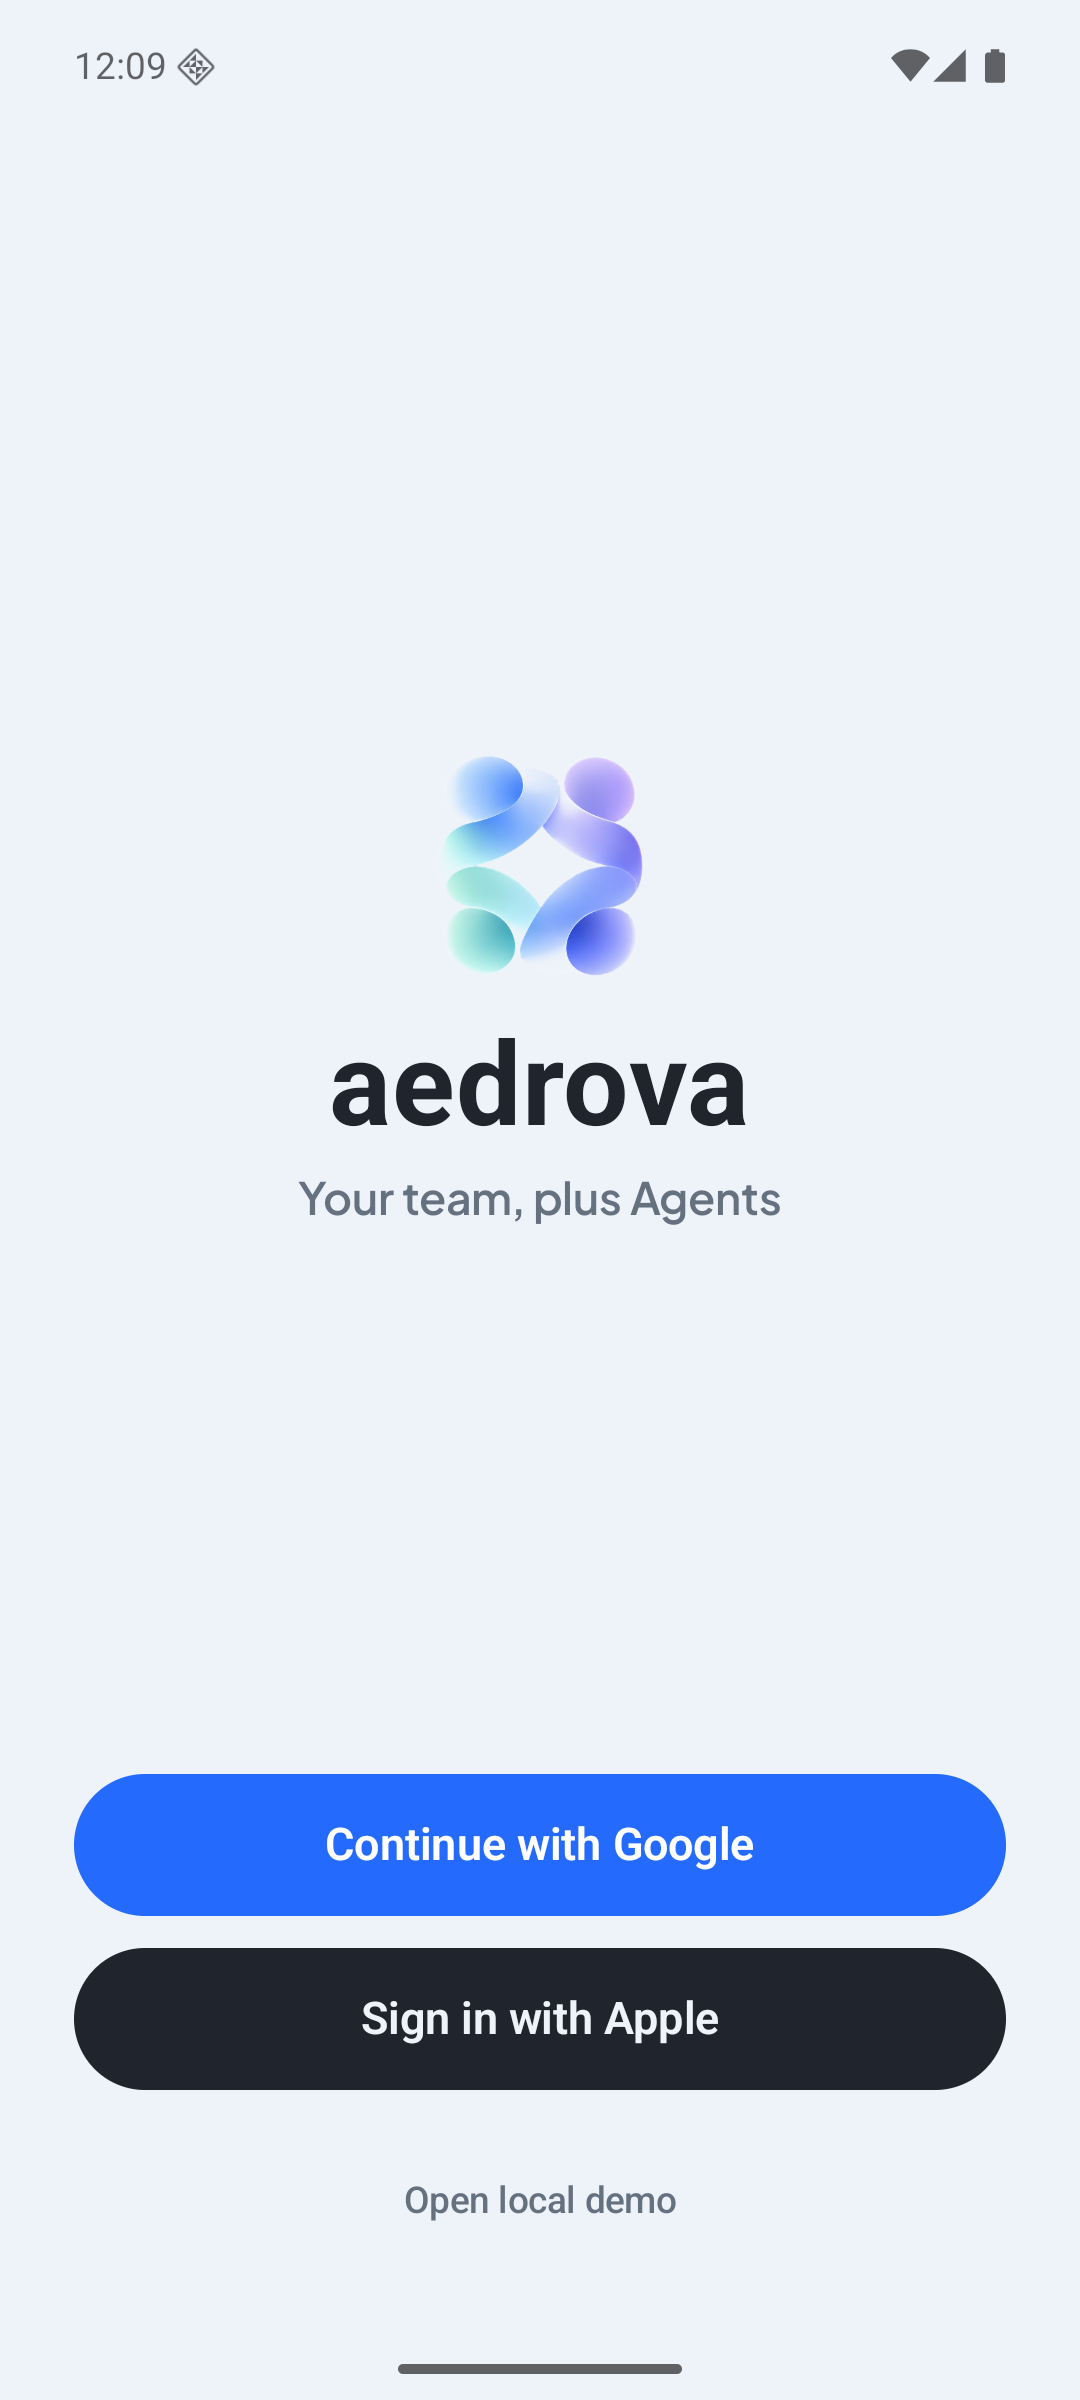 12:09
aedrova
Your team, plus Agents
Continue with Google
Sign in with Apple
Open local demo